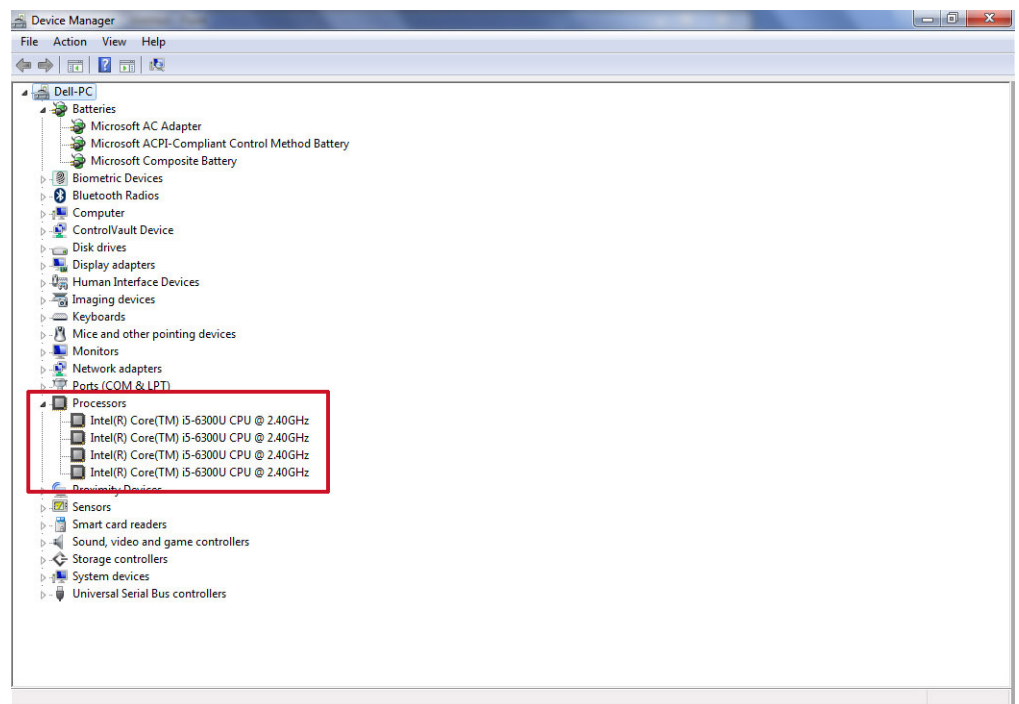 Device Manager
File Action View Help
Dell-PC
Batteries
Microsoft AC Adapter
Microsoft ACPI-Compliant Control Method Battery
Microsoft Composite Battery
Biometric Devices
Bluetooth Radios
Computer
ControlVault Device
Disk drives
Display adapters
Human Interface Devices
Imaging devices
Keyboards
Mice and other pointing devices
Monitors
Network adapters
Ports (COM & LPT)
Processors
Intel(R) Core(TM) i5-6300U CPU @ 2.40GHz
Intel(R) Core(TM) i5-6300U CPU @ 2.40GHz
Intel(R) Core(TM) i5-6300U CPU @ 2.40GHz
Intel(R) Core(TM) i5-6300U CPU @ 2.40GHz
Proximity Devices
Sensors
Smart card readers
Sound, video and game controllers
Storage controllers
System devices
Universal Serial Bus controllers